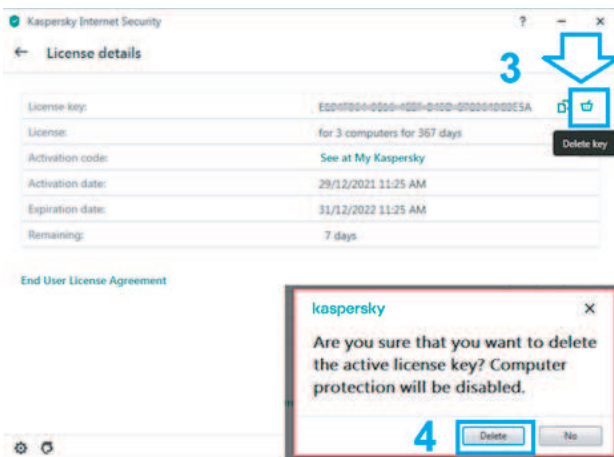 Kaspersky Internet Security ? – ×
← License details
3
License key:
Delete key
License: for 3 computers for 367 days
Activation code: See at My Kaspersky
Activation date: 29/12/2021 11:25 AM
Expiration date: 31/12/2022 11:25 AM
Remaining: 7 days
End User License Agreement
kaspersky ×
Are you sure that you want to delete
the active license key? Computer
protection will be disabled.
4 Delete No